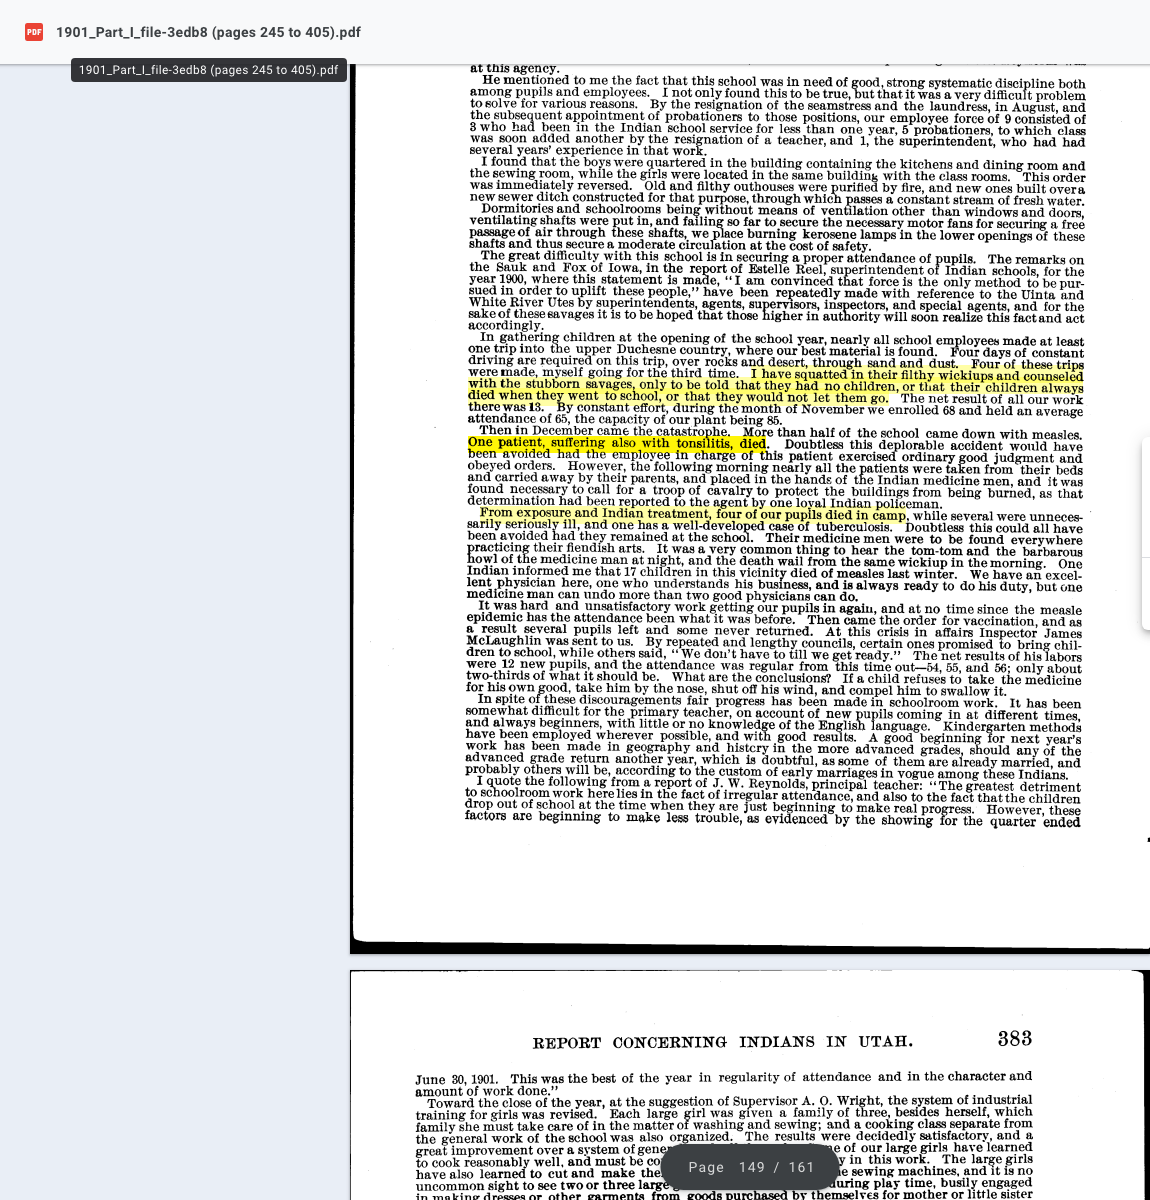 1901_Part_I_file-3edb8 (pages 245 to 405).pdf
1901_Part_I_file-3edb8 (pages 245 to 405).pdf
at this agency.
He mentioned to me the fact that this school was in need of good, strong systematic discipline both
among pupils and employees. I not only found this to be true, but that it was a very difficult problem
to solve for various reasons. By the resignation of the seamstress and the laundress, in August, and
the subsequent appointment of probationers to those positions, our employee force of 9 consisted of
3 who had been in the Indian school service for less than one year, 5 probationers, to which class
was soon added another by the resignation of a teacher, and 1, the superintendent, who had had
several years' experience in that work.
I found that the boys were quartered in the building containing the kitchens and dining room and
the sewing room, while the girls were located in the same building with the class rooms. This order
was immediately reversed. Old and filthy outhouses were purified by fire, and new ones built over a
new sewer ditch constructed for that purpose, through which passes a constant stream of fresh water.
Dormitories and schoolrooms being without means of ventilation other than windows and doors,
ventilating shafts were put in, and failing so far to secure the necessary motor fans for securing a free
passage of air through these shafts, we place burning kerosene lamps in the lower openings of these
shafts and thus secure a moderate circulation at the cost of safety.
The great difficulty with this school is in securing a proper attendance of pupils. The remarks on
the Sauk and Fox of Iowa, in the report of Estelle Reel, superintendent of Indian schools, for the
year 1900, where this statement is made, "I am convinced that force is the only method to be pur-
sued in order to uplift these people," have been repeatedly made with reference to the Uinta and
White River Utes by superintendents, agents, supervisors, inspectors, and special agents, and for the
sake of these savages it is to be hoped that those higher in authority will soon realize this fact and act
accordingly.
In gathering children at the opening of the school year, nearly all school employees made at least
one trip into the upper Duchesne country, where our best material is found. Four days of constant
driving are required on this trip, over rocks and desert, through sand and dust. Four of these trips
were made, myself going for the third time. I have squatted in their filthy wickiups and counseled
with the stubborn savages, only to be told that they had no children, or that their children always
died when they went to school, or that they would not let them go. The net result of all our work
there was 13. By constant effort, during the month of November we enrolled 68 and held an average
attendance of 65, the capacity of our plant being 85.
Then in December came the catastrophe. More than half of the school came down with measles.
One patient, suffering also with tonsilitis, died. Doubtless this deplorable accident would have
been avoided had the employee in charge of this patient exercised ordinary good judgment and
obeyed orders. However, the following morning nearly all the patients were taken from their beds
and carried away by their parents, and placed in the hands of the Indian medicine men, and it was
found necessary to call for a troop of cavalry to protect the buildings from being burned, as that
determination had been reported to the agent by one loyal Indian policeman.
From exposure and Indian treatment, four of our pupils died in camp, while several were unneces-
sarily seriously ill, and one has a well-developed case of tuberculosis. Doubtless this could all have
been avoided had they remained at the school. Their medicine men were to be found everywhere
practicing their fiendish arts. It was a very common thing to hear the tom-tom and the barbarous
howl of the medicine man at night, and the death wail from the same wickiup in the morning. One
Indian informed me that 17 children in this vicinity died of measles last winter. We have an excel-
lent physician here, one who understands his business, and is always ready to do his duty, but one
medicine man can undo more than two good physicians can do.
It was hard and unsatisfactory work getting our pupils in again, and at no time since the measle
epidemic has the attendance been what it was before. Then came the order for vaccination, and as
a result several pupils left and some never returned. At this crisis in affairs Inspector James
McLaughlin was sent to us. By repeated and lengthy councils, certain ones promised to bring chil-
dren to school, while others said, "We don't have to till we get ready." The net results of his labors
were 12 new pupils, and the attendance was regular from this time out—54, 55, and 56; only about
two-thirds of what it should be. What are the conclusions? If a child refuses to take the medicine
for his own good, take him by the nose, shut off his wind, and compel him to swallow it.
In spite of these discouragements fair progress has been made in schoolroom work. It has been
somewhat difficult for the primary teacher, on account of new pupils coming in at different times,
and always beginners, with little or no knowledge of the English language. Kindergarten methods
have been employed wherever possible, and with good results. A good beginning for next year's
work has been made in geography and history in the more advanced grades, should any of the
advanced grade return another year, which is doubtful, as some of them are already married, and
probably others will be, according to the custom of early marriages in vogue among these Indians.
I quote the following from a report of J. W. Reynolds, principal teacher: "The greatest detriment
to schoolroom work here lies in the fact of irregular attendance, and also to the fact that the children
drop out of school at the time when they are just beginning to make real progress. However, these
factors are beginning to make less trouble, as evidenced by the showing for the quarter ended
REPORT CONCERNING INDIANS IN UTAH. 383
June 30, 1901. This was the best of the year in regularity of attendance and in the character and
amount of work done."
Toward the close of the year, at the suggestion of Supervisor A. O. Wright, the system of industrial
training for girls was revised. Each large girl was given a family of three, besides herself, which
family she must take care of in the matter of washing and sewing; and a cooking class separate from
the general work of the school was also organized. The results were decidedly satisfactory, and a
great improvement over a system of gene e of our large girls have learned
to cook reasonably well, and must be co y in this work. The large girls
have also learned to cut and make the e sewing machines, and it is no
uncommon sight to see two or three large during play time, busily engaged
in making dresses or other garments from goods purchased by themselves for mother or little sister
Page 149 / 161